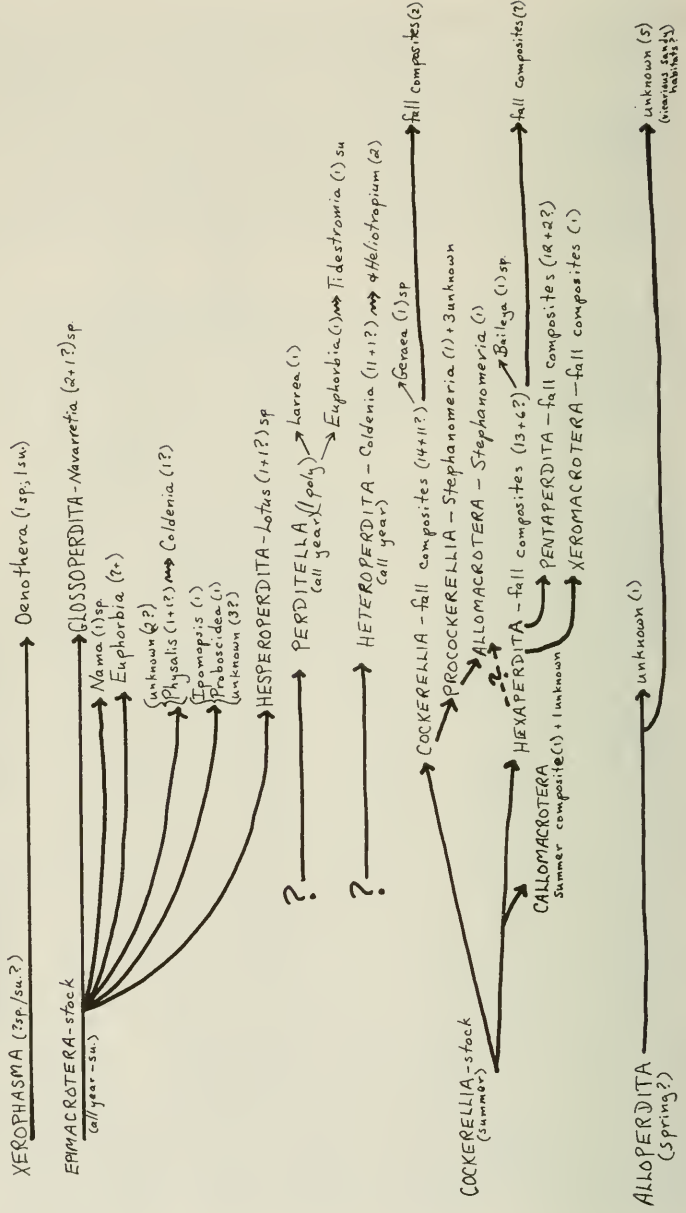 XEROPHASMA (?sp./su.?)
Oenothera (1sp; 1su.)
EPIMACROTERA-stock
(all year-su.)
GLOSSOPERDITA-Navarretia (2+1?)sp.
Nama (1)sp.
Euphorbia (2+)
unknown (2?)
Physalis (1+1?) Coldenia (1?)
Ipomopsis (1)
Proboscidea (1)
unknown (3?)
HESPEROPERDITA-Lotus (1+1?)sp
?
PERDITELLA (poly)
(all year)
Larrea (1)
Euphorbia (1) Tidestromia (1) su
?
HETEROPERDITA - Coldenia (11+1?) &Heliotropium (2)
(all year)
COCKERELLIA-stock
(summer)
COCKERELLIA -fall composites (14+11?)
Geraea (1)sp
fall composites (2)
PROCOCKERELLIA - Stephanomeria (1)+3unknown
ALLOMACROTERA - Stephanomeria (1)
--?--
HEXAPERDITA -fall composites (13+6?)
Baileya (1)sp.
fall composites (?)
PENTAPERDITA-fall composites (12+2?)
XEROMACROTERA-fall composites (1)
CALLOMACROTERA
summer composite (1)+1unknown
ALLOPERDITA
(spring?)
unknown (1)
unknown (5)
(vicarious sandy
habitats?)